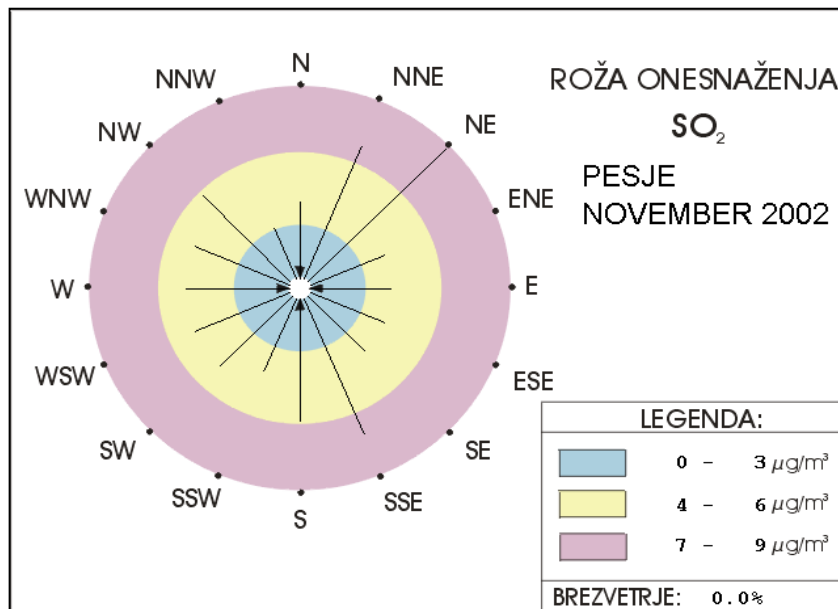 ROŽA ONESNAŽENJA
SO₂
PESJE
NOVEMBER 2002
N
NNE
NE
ENE
E
ESE
SE
SSE
S
SSW
SW
WSW
W
WNW
NW
NNW
LEGENDA:
0 - 3 µg/m³
4 - 6 µg/m³
7 - 9 µg/m³
BREZVETRJE: 0.0%